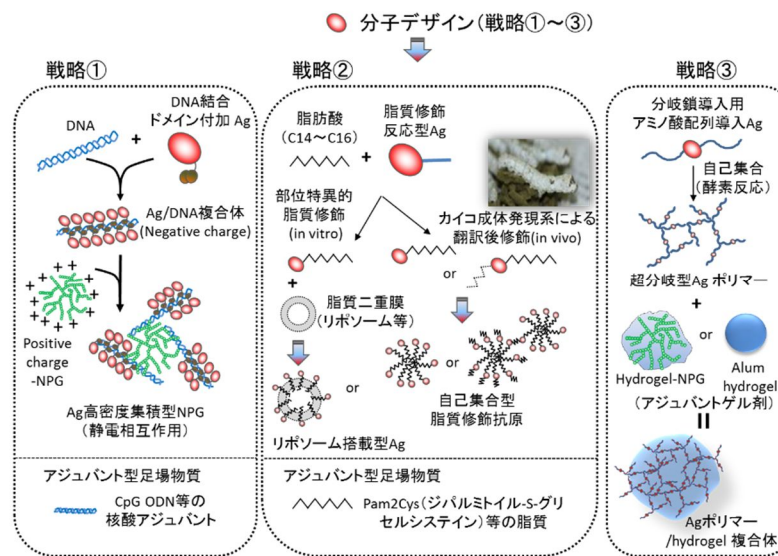 分子デザイン(戦略①～③)
戦略①
DNA
+
DNA結合
ドメイン付加 Ag
Ag/DNA複合体
(Negative charge)
Positive
charge
-NPG
Ag高密度集積型NPG
(静電相互作用)
アジュバント型足場物質
CpG ODN等の
核酸アジュバント
戦略②
脂肪酸
(C14～C16)
+
脂質修飾
反応型Ag
部位特異的
脂質修飾
(in vitro)
カイコ成体発現系による
翻訳後修飾(in vivo)
or
+
脂質二重膜
(リポソーム等)
or
or
リポソーム搭載型Ag
自己集合型
脂質修飾抗原
アジュバント型足場物質
Pam2Cys(ジパルミトイル-S-グリ
セルシステイン)等の脂質
戦略③
分岐鎖導入用
アミノ酸配列導入Ag
自己集合
(酵素反応)
超分岐型Ag ポリマー
+
or
Hydrogel-NPG
Alum
hydrogel
(アジュバントゲル剤)
=
Agポリマー
/hydrogel 複合体